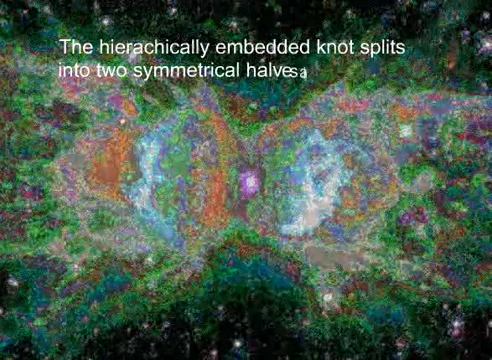 The hierachically embedded knot splits
into two symmetrical halves